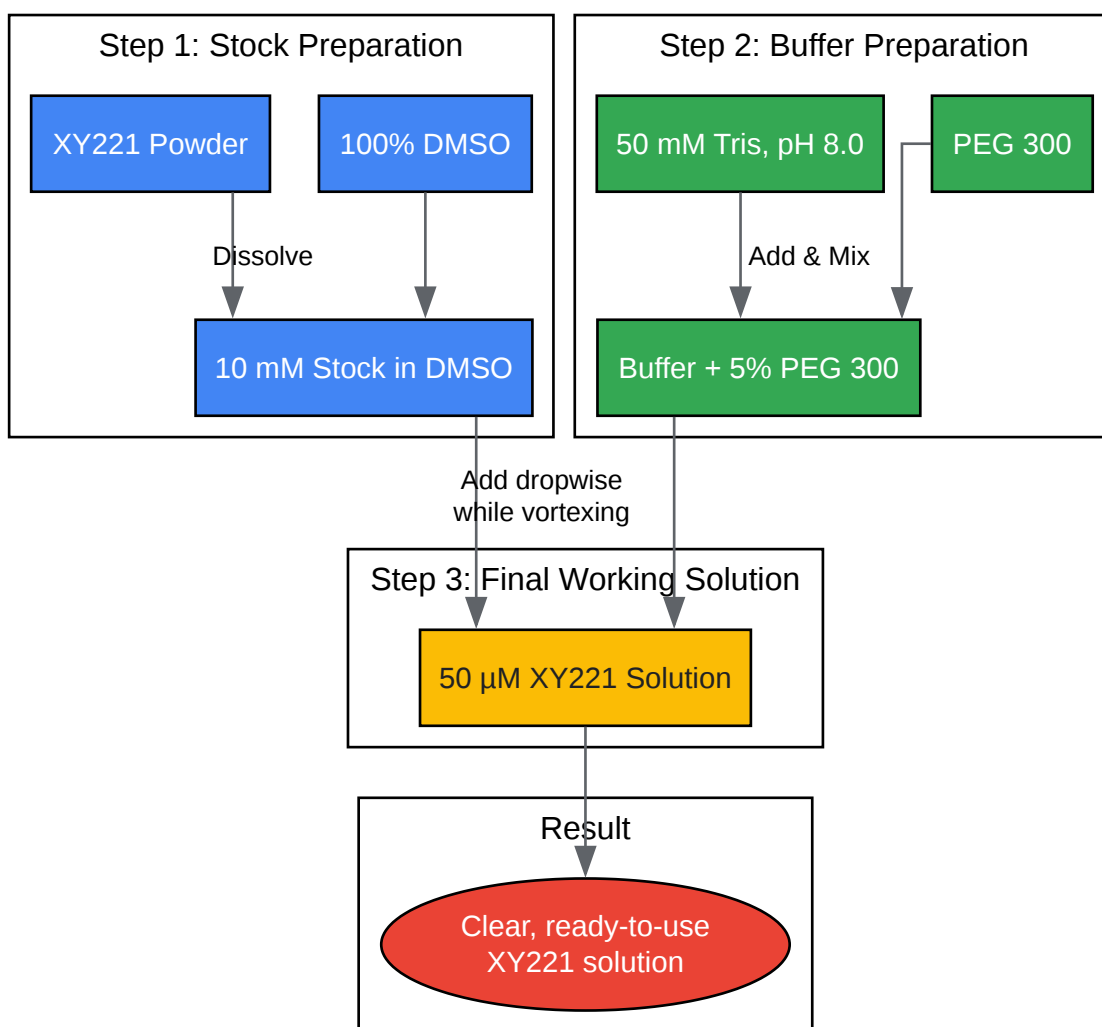 Step 1: Stock Preparation
XY221 Powder
100% DMSO
Dissolve
10 mM Stock in DMSO
Step 2: Buffer Preparation
50 mM Tris, pH 8.0
PEG 300
Add & Mix
Buffer + 5% PEG 300
Add dropwise
while vortexing
Step 3: Final Working Solution
50 µM XY221 Solution
Result
Clear, ready-to-use
XY221 solution